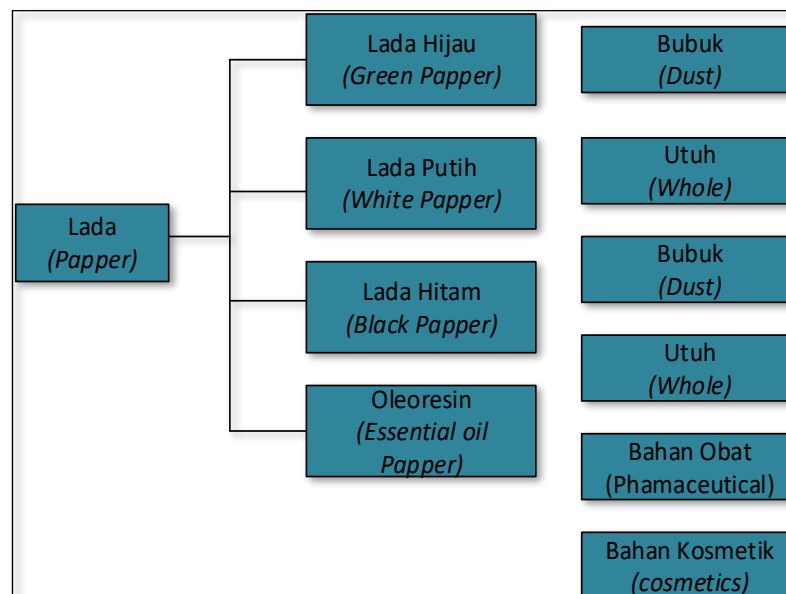 Lada
(Papper)
Lada Hijau
(Green Papper)
Lada Putih
(White Papper)
Lada Hitam
(Black Papper)
Oleoresin
(Essential oil
Papper)
Bubuk
(Dust)
Utuh
(Whole)
Bubuk
(Dust)
Utuh
(Whole)
Bahan Obat
(Phamaceutical)
Bahan Kosmetik
(cosmetics)